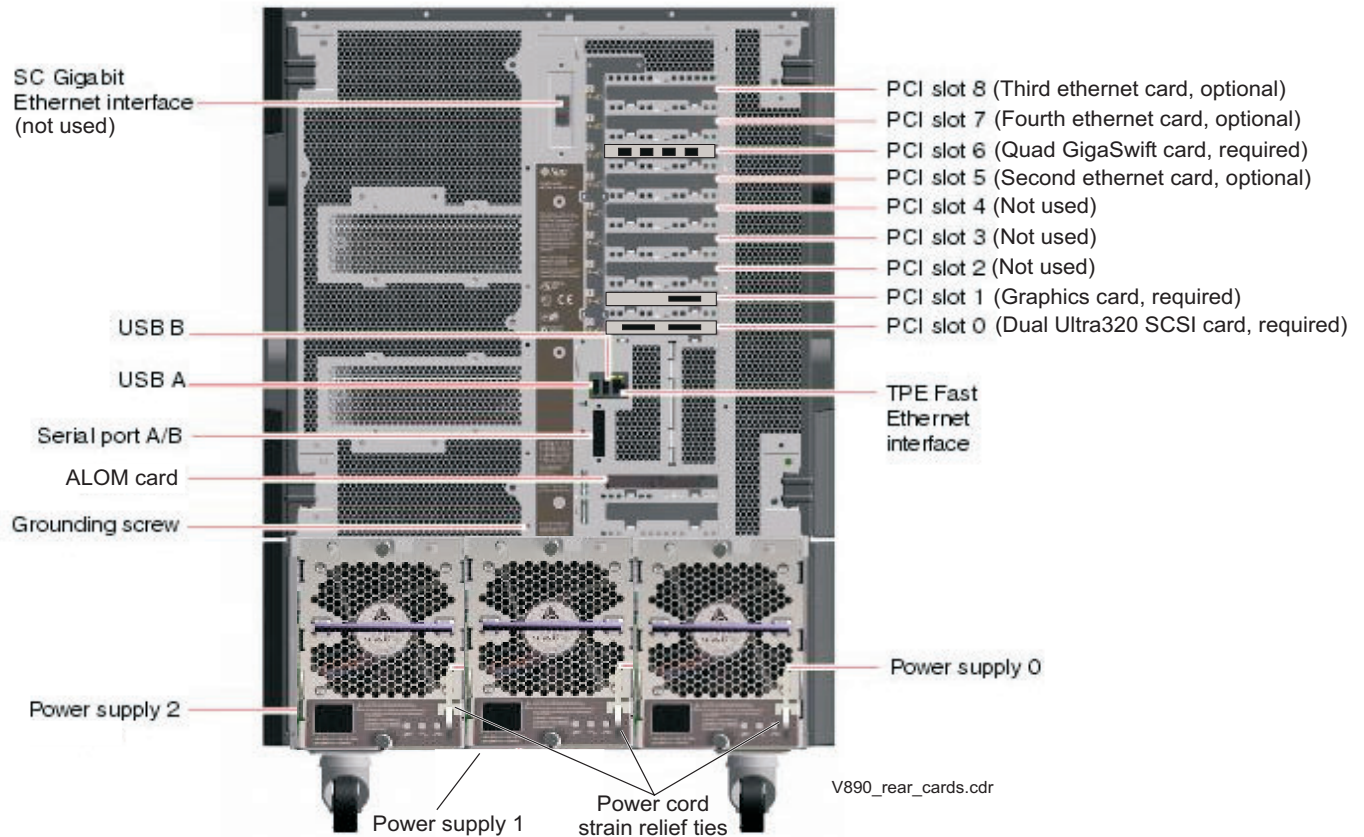 SC Gigabit
Ethernet interface
(not used)
USB B
USB A
Serial port A/B
ALOM card
Grounding screw
Power supply 2
Power supply 1
Power cord
strain relief ties
PCI slot 8 (Third ethernet card, optional)
PCI slot 7 (Fourth ethernet card, optional)
PCI slot 6 (Quad GigaSwift card, required)
PCI slot 5 (Second ethernet card, optional)
PCI slot 4 (Not used)
PCI slot 3 (Not used)
PCI slot 2 (Not used)
PCI slot 1 (Graphics card, required)
PCI slot 0 (Dual Ultra320 SCSI card, required)
TPE Fast
Ethernet
interface
Power supply 0
V890_rear_cards.cdr
Sun
CE